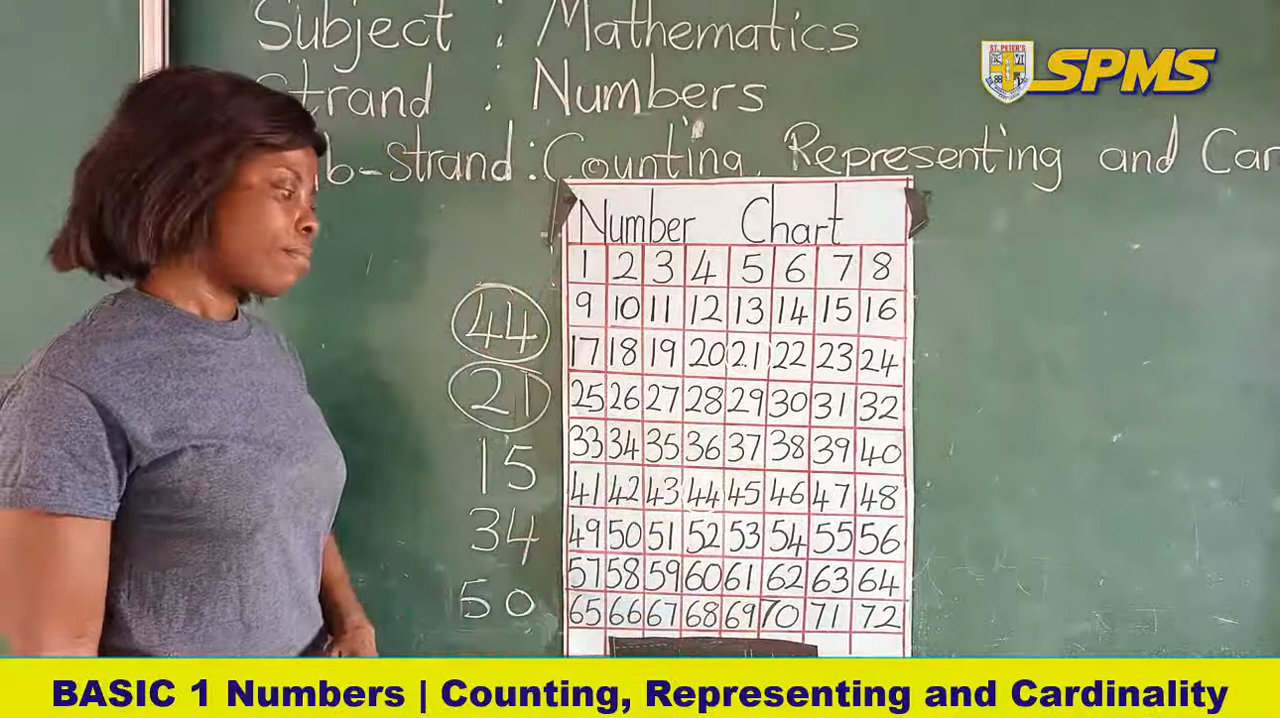 Subject : Mathematics
Strand : Numbers
b-strand : Counting, Representing and Car
ST. PETER'S
SPMS
Number Chart
1 2 3 4 5 6 7 8
9 10 11 12 13 14 15 16
17 18 19 20 21 22 23 24
25 26 27 28 29 30 31 32
33 34 35 36 37 38 39 40
41 42 43 44 45 46 47 48
49 50 51 52 53 54 55 56
57 58 59 60 61 62 63 64
65 66 67 68 69 70 71 72
44
21
15
34
50
BASIC 1 Numbers | Counting, Representing and Cardinality